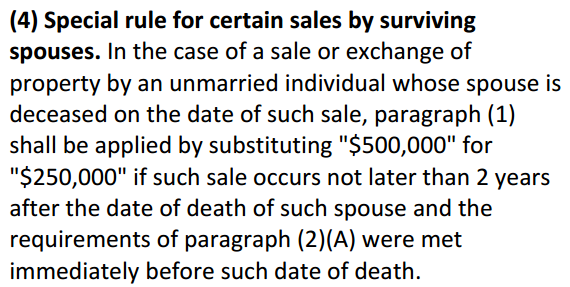 (4) Special rule for certain sales by surviving
spouses. In the case of a sale or exchange of
property by an unmarried individual whose spouse is
deceased on the date of such sale, paragraph (1)
shall be applied by substituting "$500,000" for
"$250,000" if such sale occurs not later than 2 years
after the date of death of such spouse and the
requirements of paragraph (2)(A) were met
immediately before such date of death.